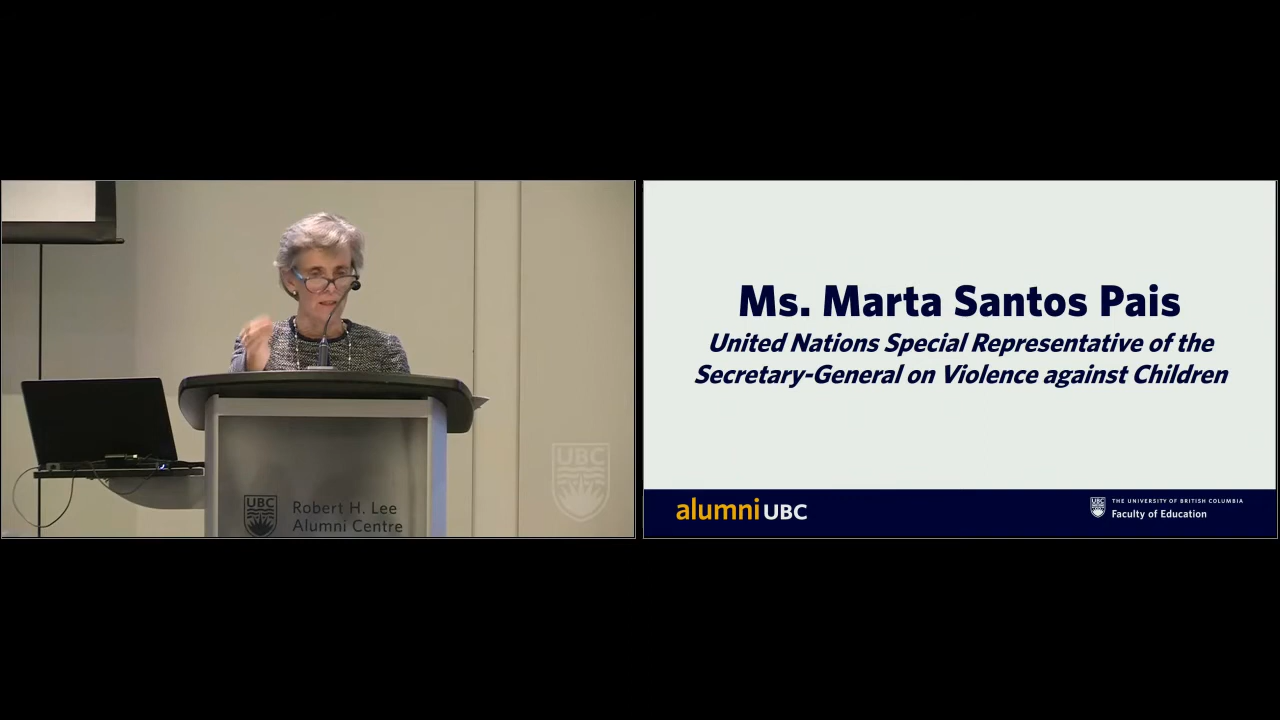 UBC
Robert H. Lee
Alumni Centre
UBC
Ms. Marta Santos Pais
United Nations Special Representative of the
Secretary-General on Violence against Children
alumni UBC
UBC
THE UNIVERSITY OF BRITISH COLUMBIA
Faculty of Education